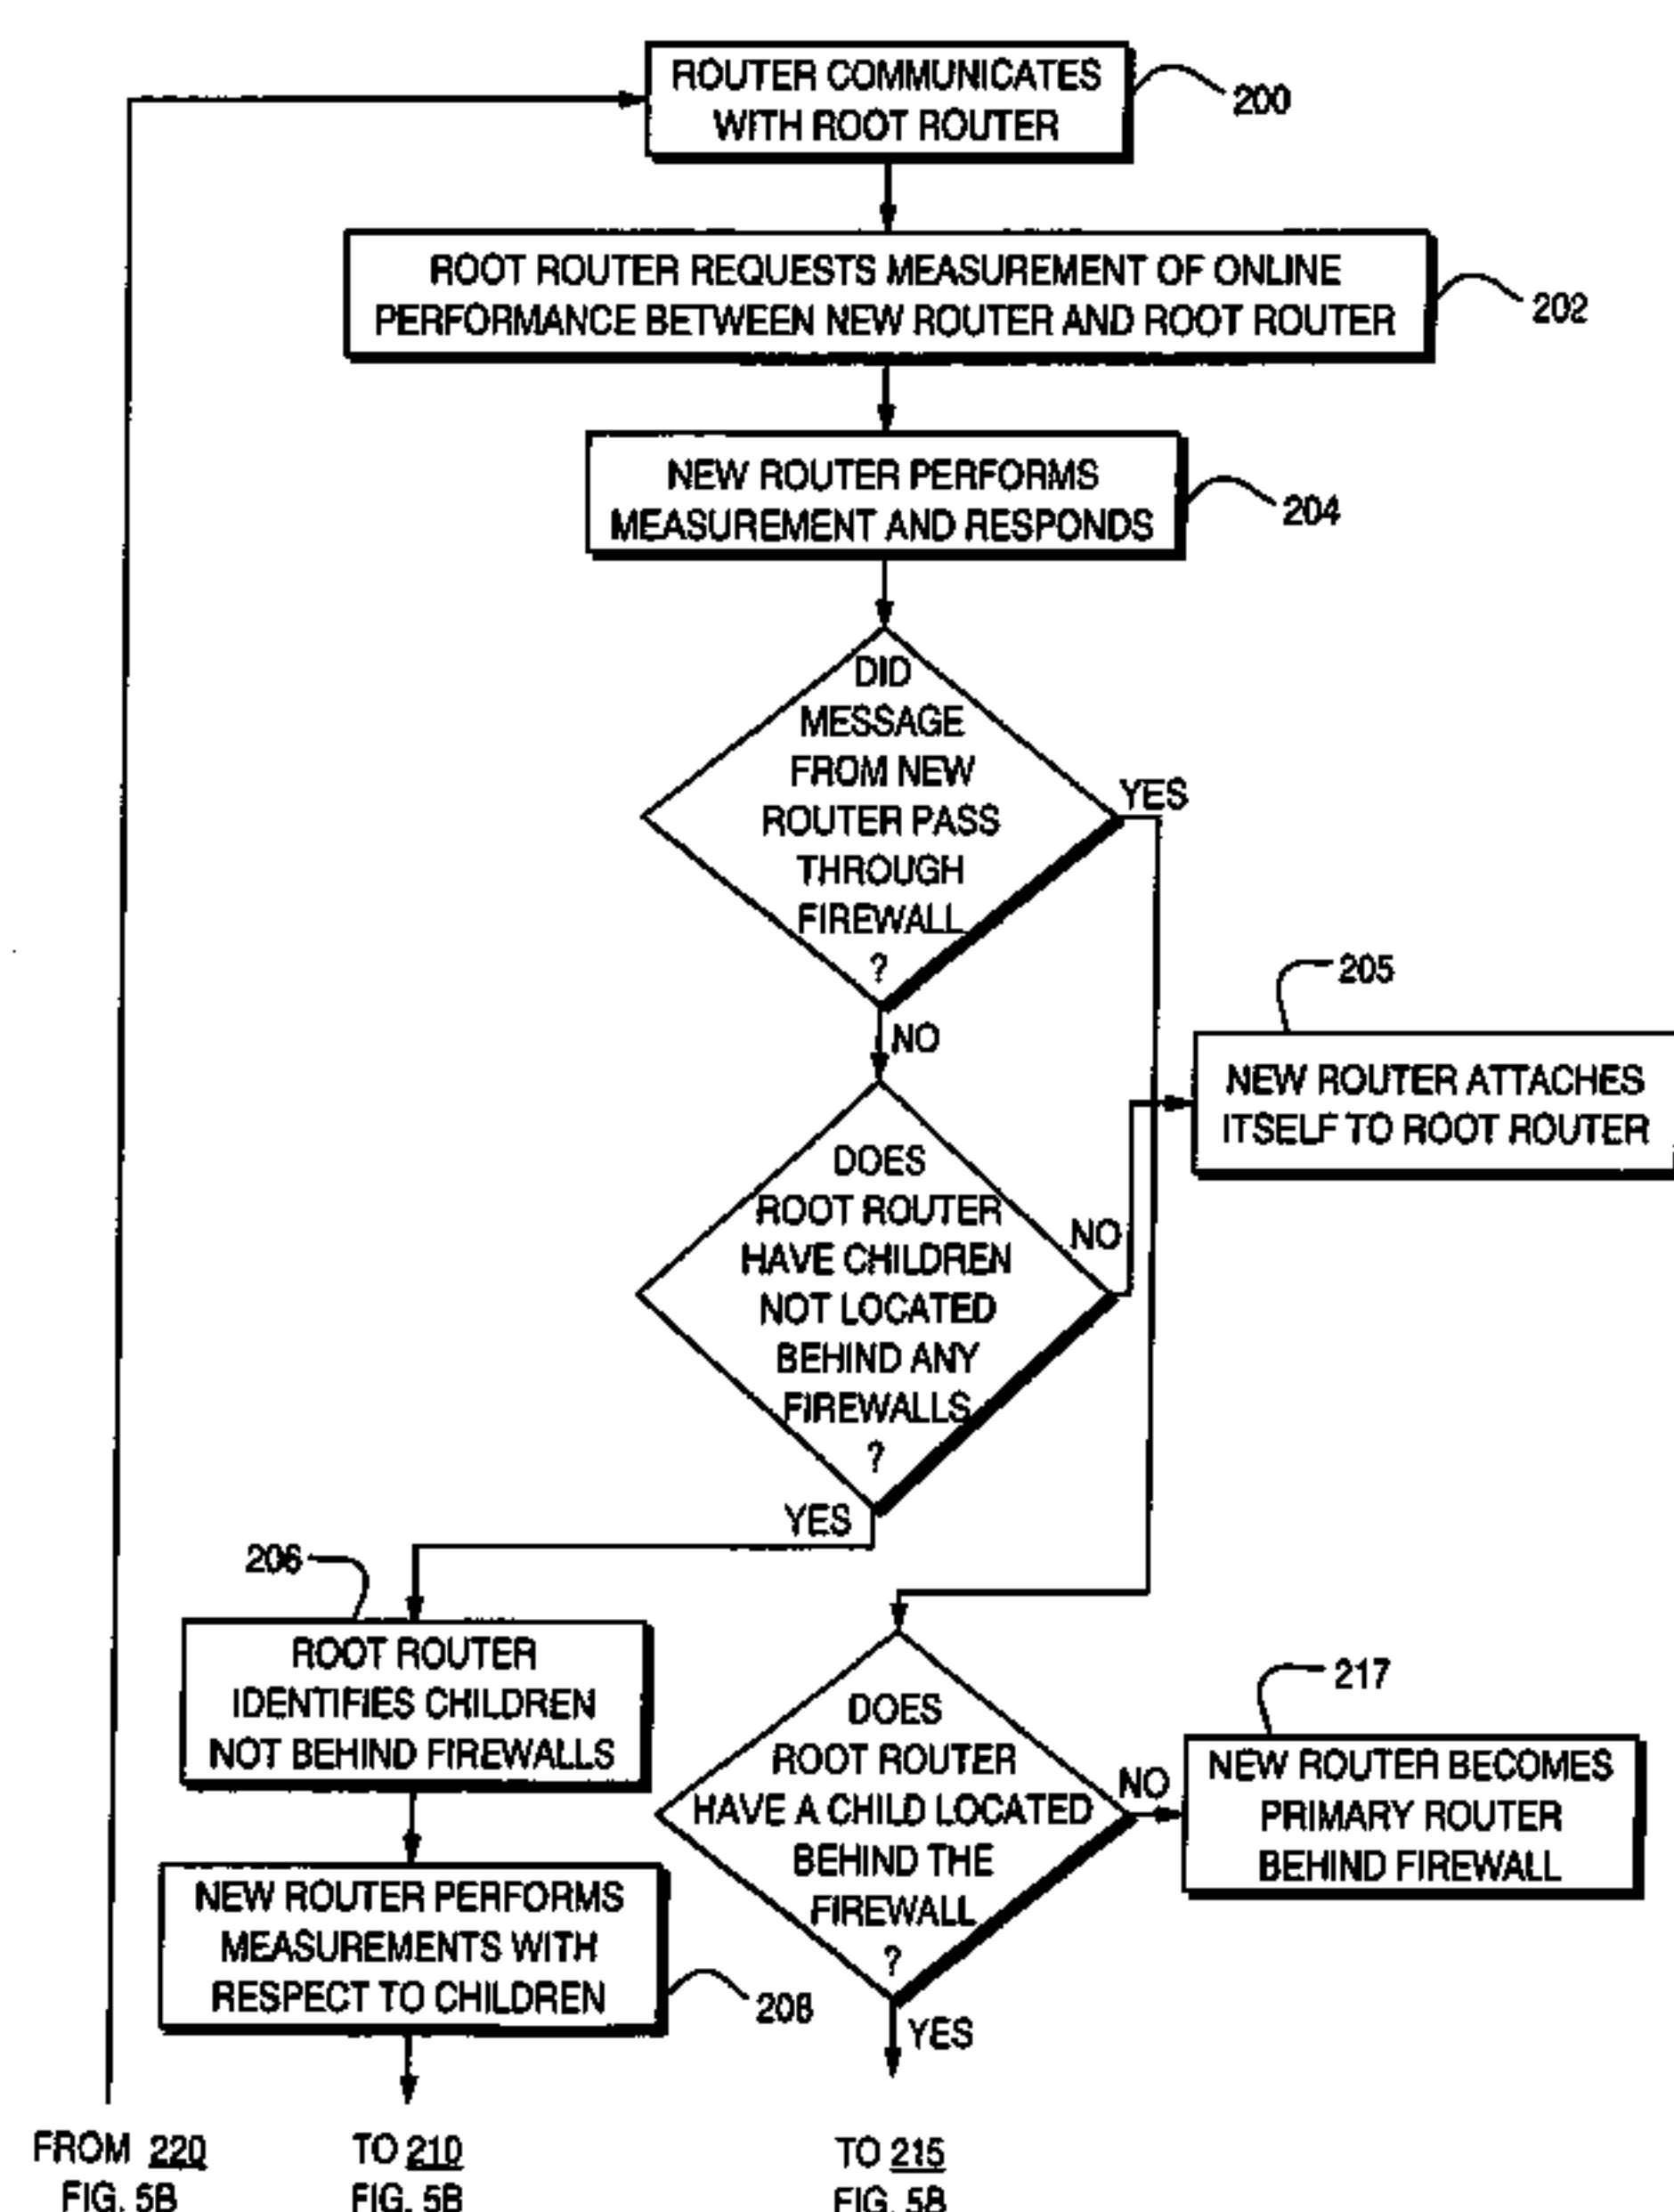 ROUTER COMMUNICATES
WITH ROOT ROUTER
200
ROOT ROUTER REQUESTS MEASUREMENT OF ONLINE
PERFORMANCE BETWEEN NEW ROUTER AND ROOT ROUTER
202
NEW ROUTER PERFORMS
MEASUREMENT AND RESPONDS
204
DID
MESSAGE
FROM NEW
ROUTER PASS
THROUGH
FIREWALL
?
YES
NO
205
NEW ROUTER ATTACHES
ITSELF TO ROOT ROUTER
DOES
ROOT ROUTER
HAVE CHILDREN
NOT LOCATED
BEHIND ANY
FIREWALLS
?
NO
YES
206
ROOT ROUTER
IDENTIFIES CHILDREN
NOT BEHIND FIREWALLS
DOES
ROOT ROUTER
HAVE A CHILD LOCATED
BEHIND THE
FIREWALL
?
NO
217
NEW ROUTER BECOMES
PRIMARY ROUTER
BEHIND FIREWALL
NEW ROUTER PERFORMS
MEASUREMENTS WITH
RESPECT TO CHILDREN
208
YES
FROM 220
FIG. 5B
TO 210
FIG. 5B
TO 215
FIG. 5B